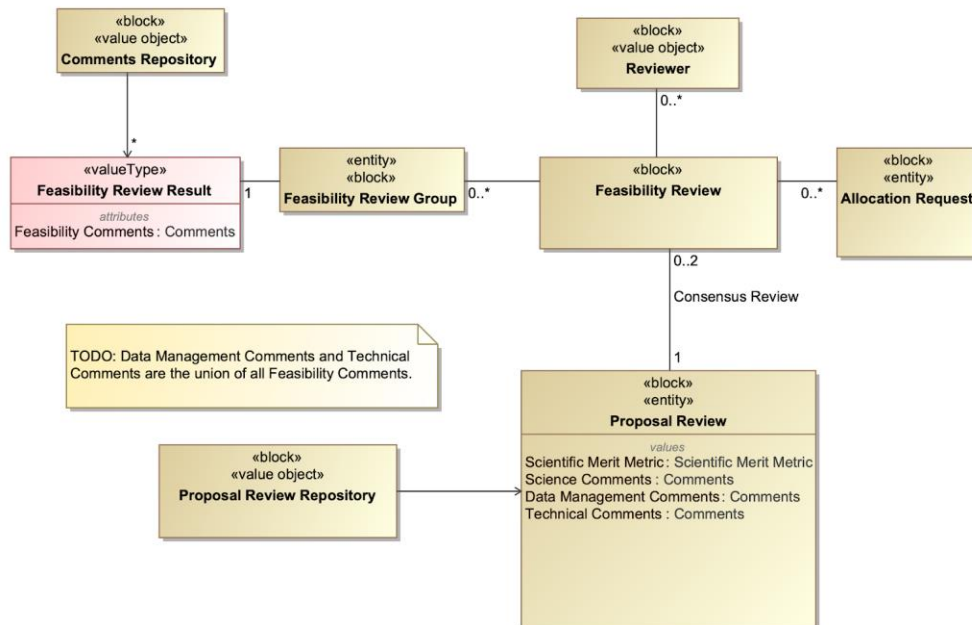 «block»
«value object»
Comments Repository
«block»
«value object»
Reviewer
0..*
*
«valueType»
Feasibility Review Result
attributes
Feasibility Comments : Comments
1
«entity»
«block»
Feasibility Review Group
0..*
«block»
Feasibility Review
0..*
«block»
«entity»
Allocation Request
0..2
Consensus Review
1
TODO: Data Management Comments and Technical
Comments are the union of all Feasibility Comments.
«block»
«entity»
Proposal Review
values
Scientific Merit Metric : Scientific Merit Metric
Science Comments : Comments
Data Management Comments : Comments
Technical Comments : Comments
«block»
«value object»
Proposal Review Repository